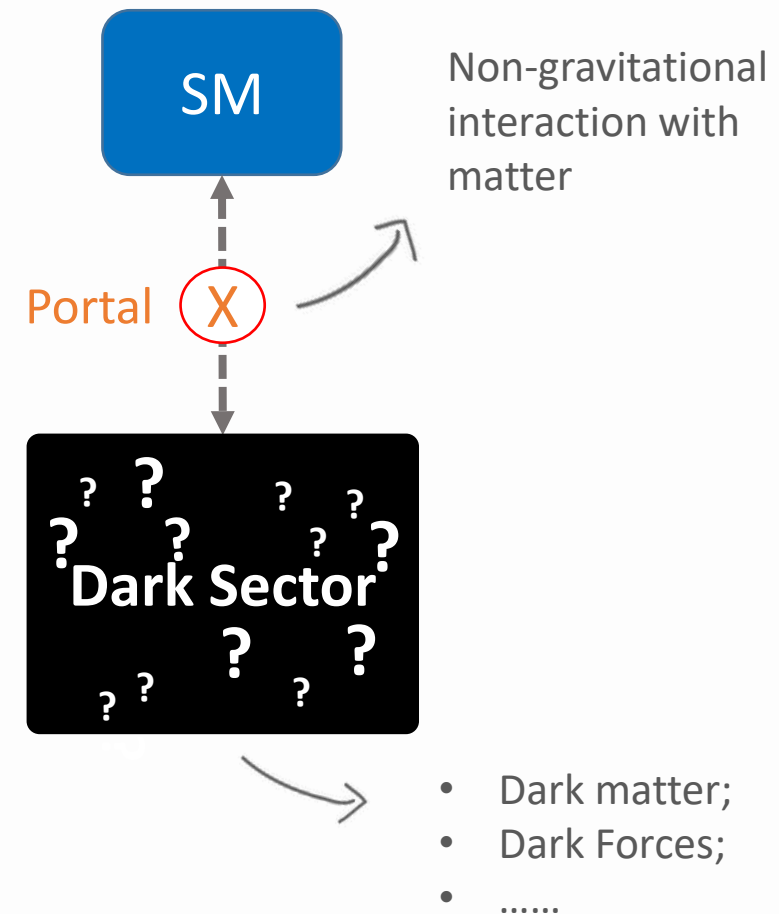 SM
Non-gravitational
interaction with
matter
Portal X
? ? ? ?
? ? ? ?
Dark Sector
? ?
? ? ?
• Dark matter;
• Dark Forces;
• ......